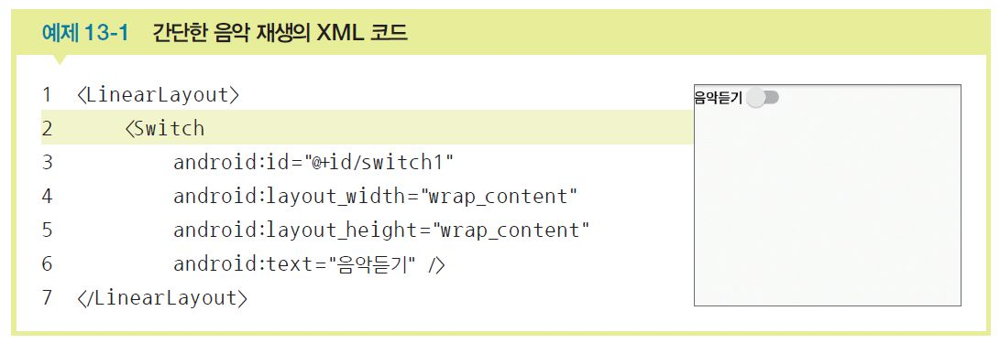 예제 13-1 간단한 음악 재생의 XML 코드
1 <LinearLayout>
2 <Switch
3 android:id="@+id/switch1"
4 android:layout_width="wrap_content"
5 android:layout_height="wrap_content"
6 android:text="음악듣기" />
7 </LinearLayout>
음악듣기